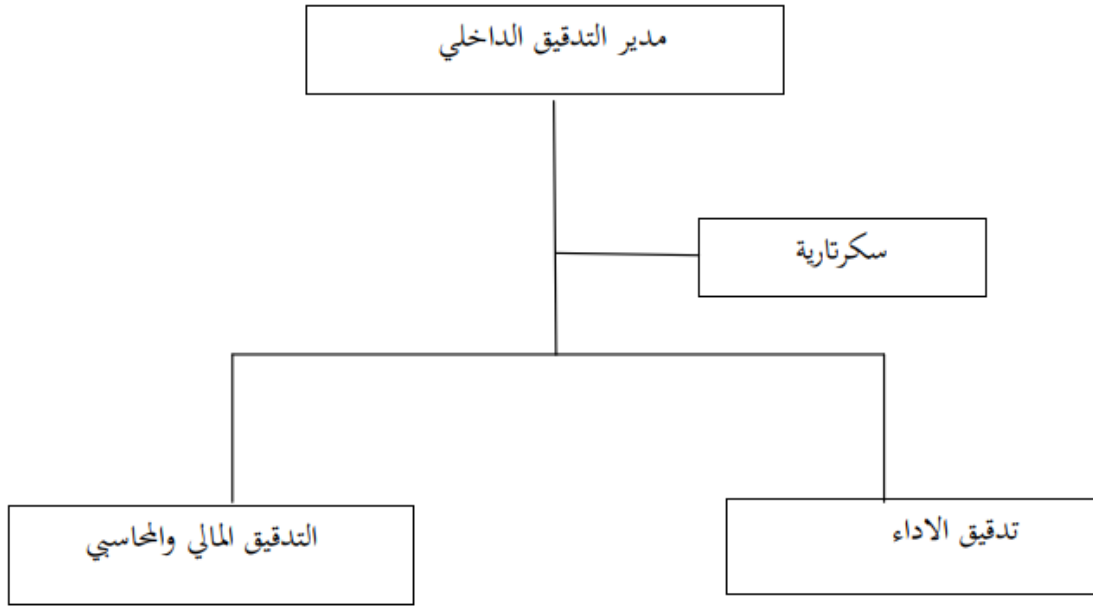 مدير التدقيق الداخلي
سكرتارية
تدقيق الاداء
التدقيق المالي والمحاسبي